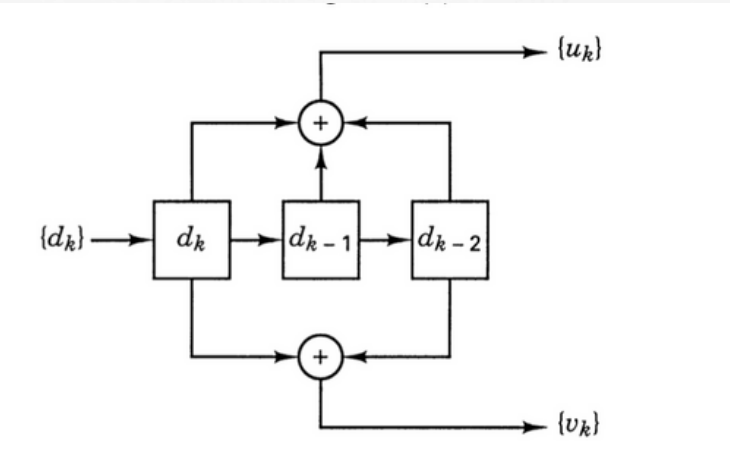 {u_k}
+
{d_k} d_k d_{k-1} d_{k-2}
+
{v_k}